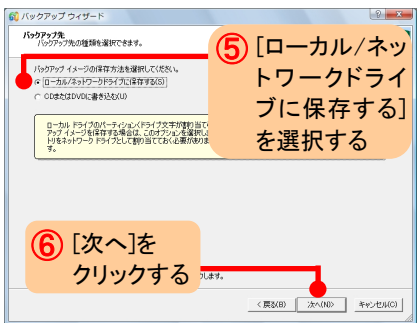 バックアップ ウィザード
バックアップ先
バックアップ先の種類を選択できます。
⑤ [ローカル/ネッ
トワークドライ
ブに保存する]
を選択する
バックアップ イメージの保存方法を選択してください。
ローカル/ネットワークドライブに保存する(S)
CDまたはDVDに書き込む(U)
ローカル ドライブのパーティション(ドライブ文字が割り当て
アップ イメージを保存する場合は、このオプションを選択し
トリをネットワーク ドライブとして割り当てておく必要があり
す。
⑥ [次へ]を
クリックする
します。
< 戻る(B)
次へ(N)>
キャンセル(C)